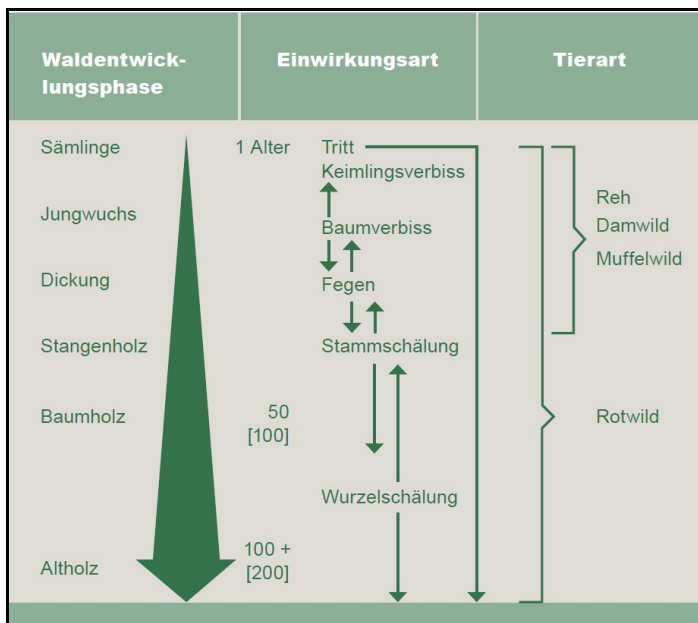 Waldentwick-
lungsphase
Einwirkungsart
Tierart
Sämlinge
1 Alter
Tritt
Keimlingsverbiss
Reh
Jungwuchs
Baumverbiss
Damwild
Muffelwild
Dickung
Fegen
Stangenholz
Stammschälung
Baumholz
50
[100]
Rotwild
Wurzelschälung
100 +
[200]
Altholz